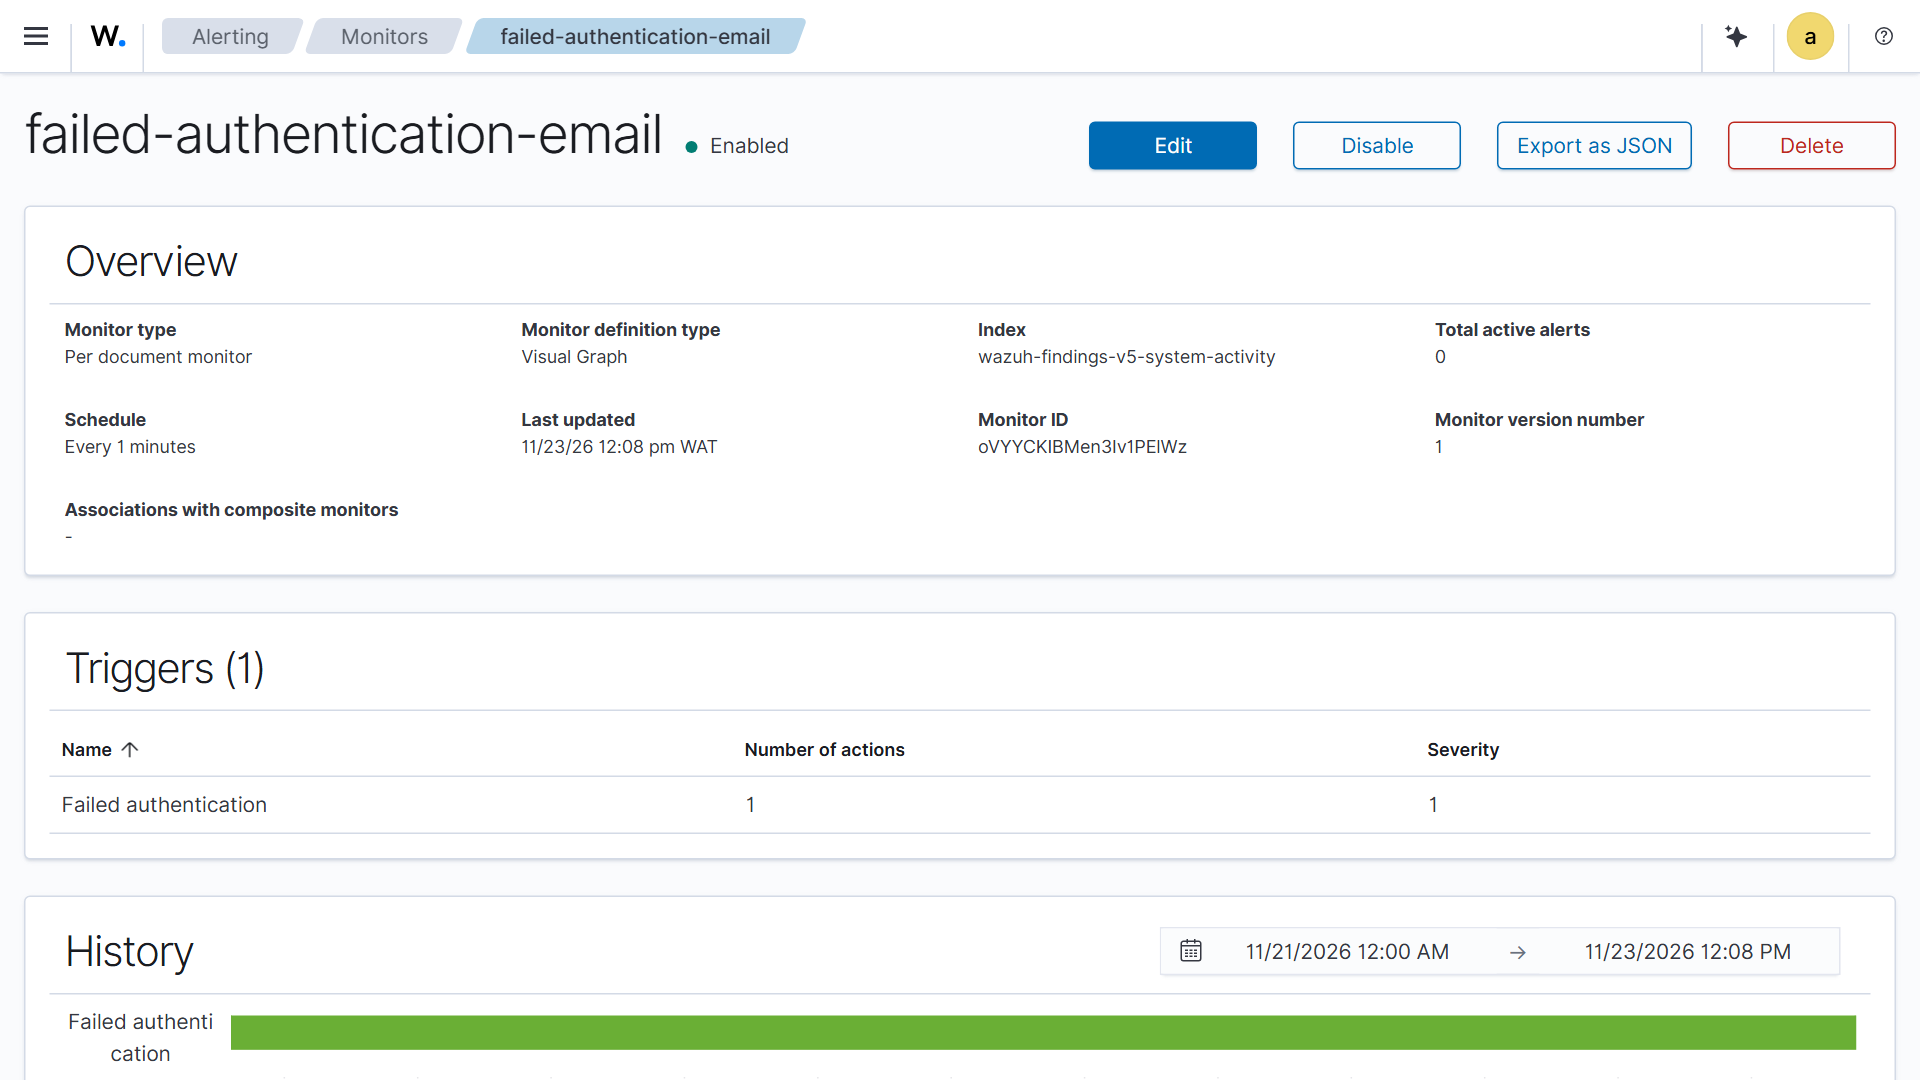 W.
Alerting
Monitors
failed-authentication-email
a
failed-authentication-email
Enabled
Edit
Disable
Export as JSON
Delete
Overview
Monitor type
Per document monitor
Monitor definition type
Visual Graph
Index
wazuh-findings-v5-system-activity
Total active alerts
0
Schedule
Every 1 minutes
Last updated
11/23/26 12:08 pm WAT
Monitor ID
oVYYCKIBMen3Iv1PElWz
Monitor version number
1
Associations with composite monitors
-
Triggers (1)
Name
Number of actions
Severity
Failed authentication
1
1
History
11/21/2026 12:00 AM
→
11/23/2026 12:08 PM
Failed authenti
cation